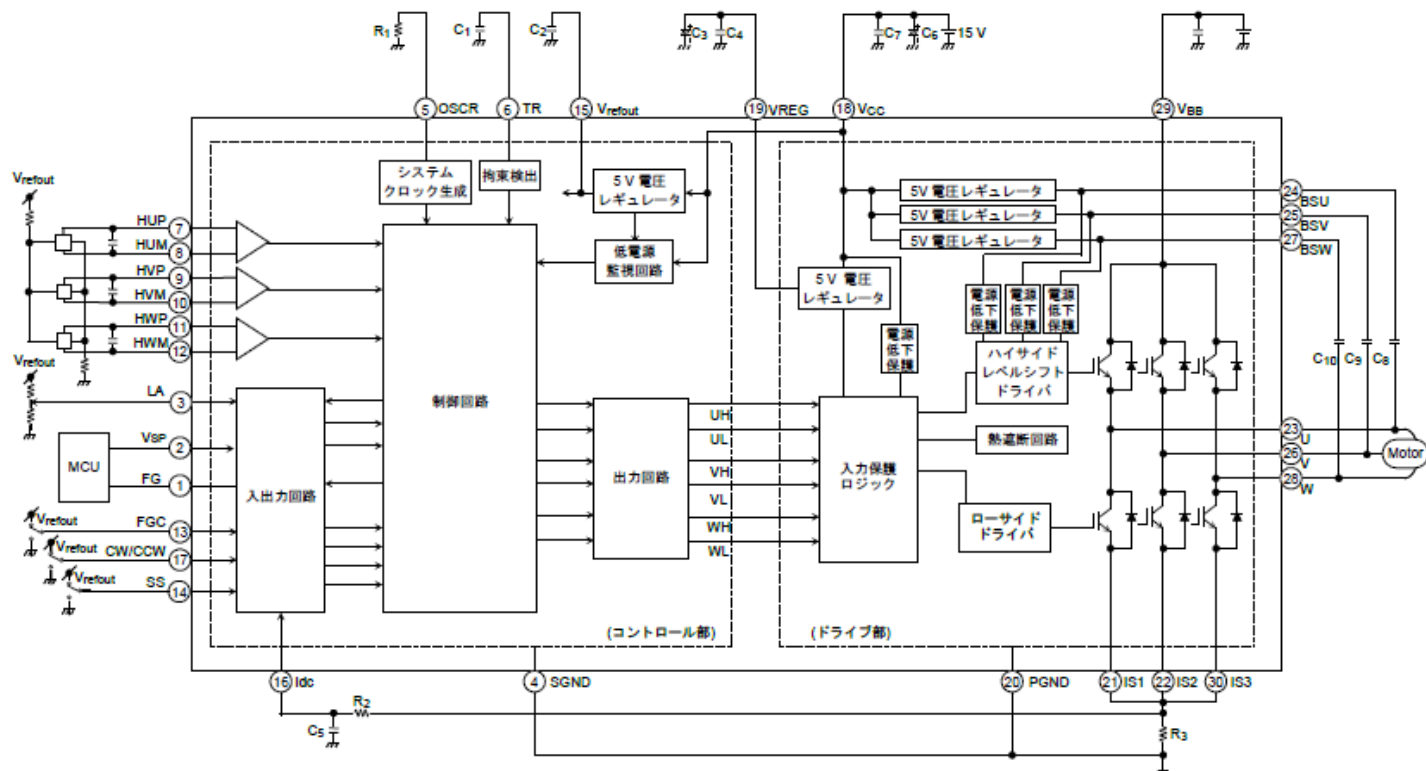 R1
C1
C2
C3
C4
C7
C6
15 V
5 OSCR
6 TR
15 Vrefout
19 VREG
18 VCC
29 VBB
Vrefout
HUP 7
HUM 8
HVP 9
HVM 10
HWP 11
HWM 12
Vrefout
LA 3
MCU
VSP 2
FG 1
Vrefout
FGC 13
Vrefout
CW/CCW 17
Vrefout
SS 14
システム
クロック生成
拘束検出
5 V 電圧
レギュレータ
低電源
監視回路
制御回路
入出力回路
出力回路
(コントロール部)
UH
UL
VH
VL
WH
WL
5V 電圧レギュレータ
5V 電圧レギュレータ
5V 電圧レギュレータ
5 V 電圧
レギュレータ
電源
低下
保護
電源
低下
保護
電源
低下
保護
電源
低下
保護
ハイサイド
レベルシフト
ドライバ
熱遮断回路
入力保護
ロジック
ローサイド
ドライバ
(ドライブ部)
24 BSU
25 BSV
27 BSW
C10
C9
C8
23 U
26 V
28 W
Motor
16 Idc
4 SGND
20 PGND
21 IS1
22 IS2
30 IS3
R2
C5
R3